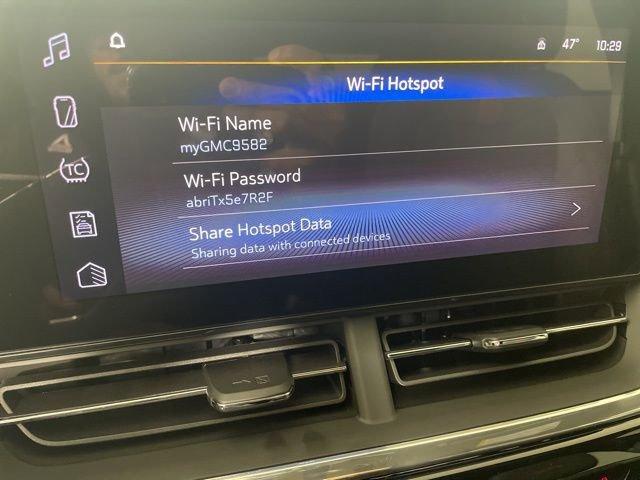 47° 10:29
Wi-Fi Hotspot
Wi-Fi Name
myGMC9582
Wi-Fi Password
abriTx5e7R2F
TC
Share Hotspot Data
Sharing data with connected devices